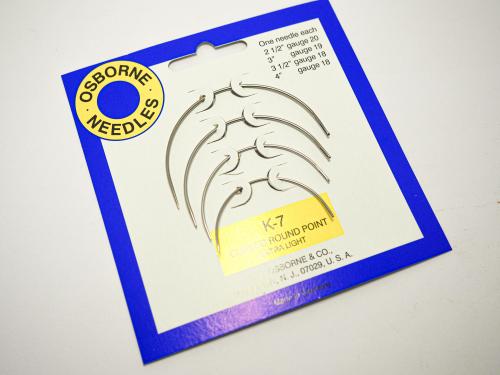 OSBORNE
NEEDLES
One needle each
2 1/2" gauge 20
3" gauge 19
3 1/2" gauge 18
4" gauge 18
K-7
ROUND POINT
LIGHT
OSBORNE & CO.,
N. J., 07029, U. S. A.